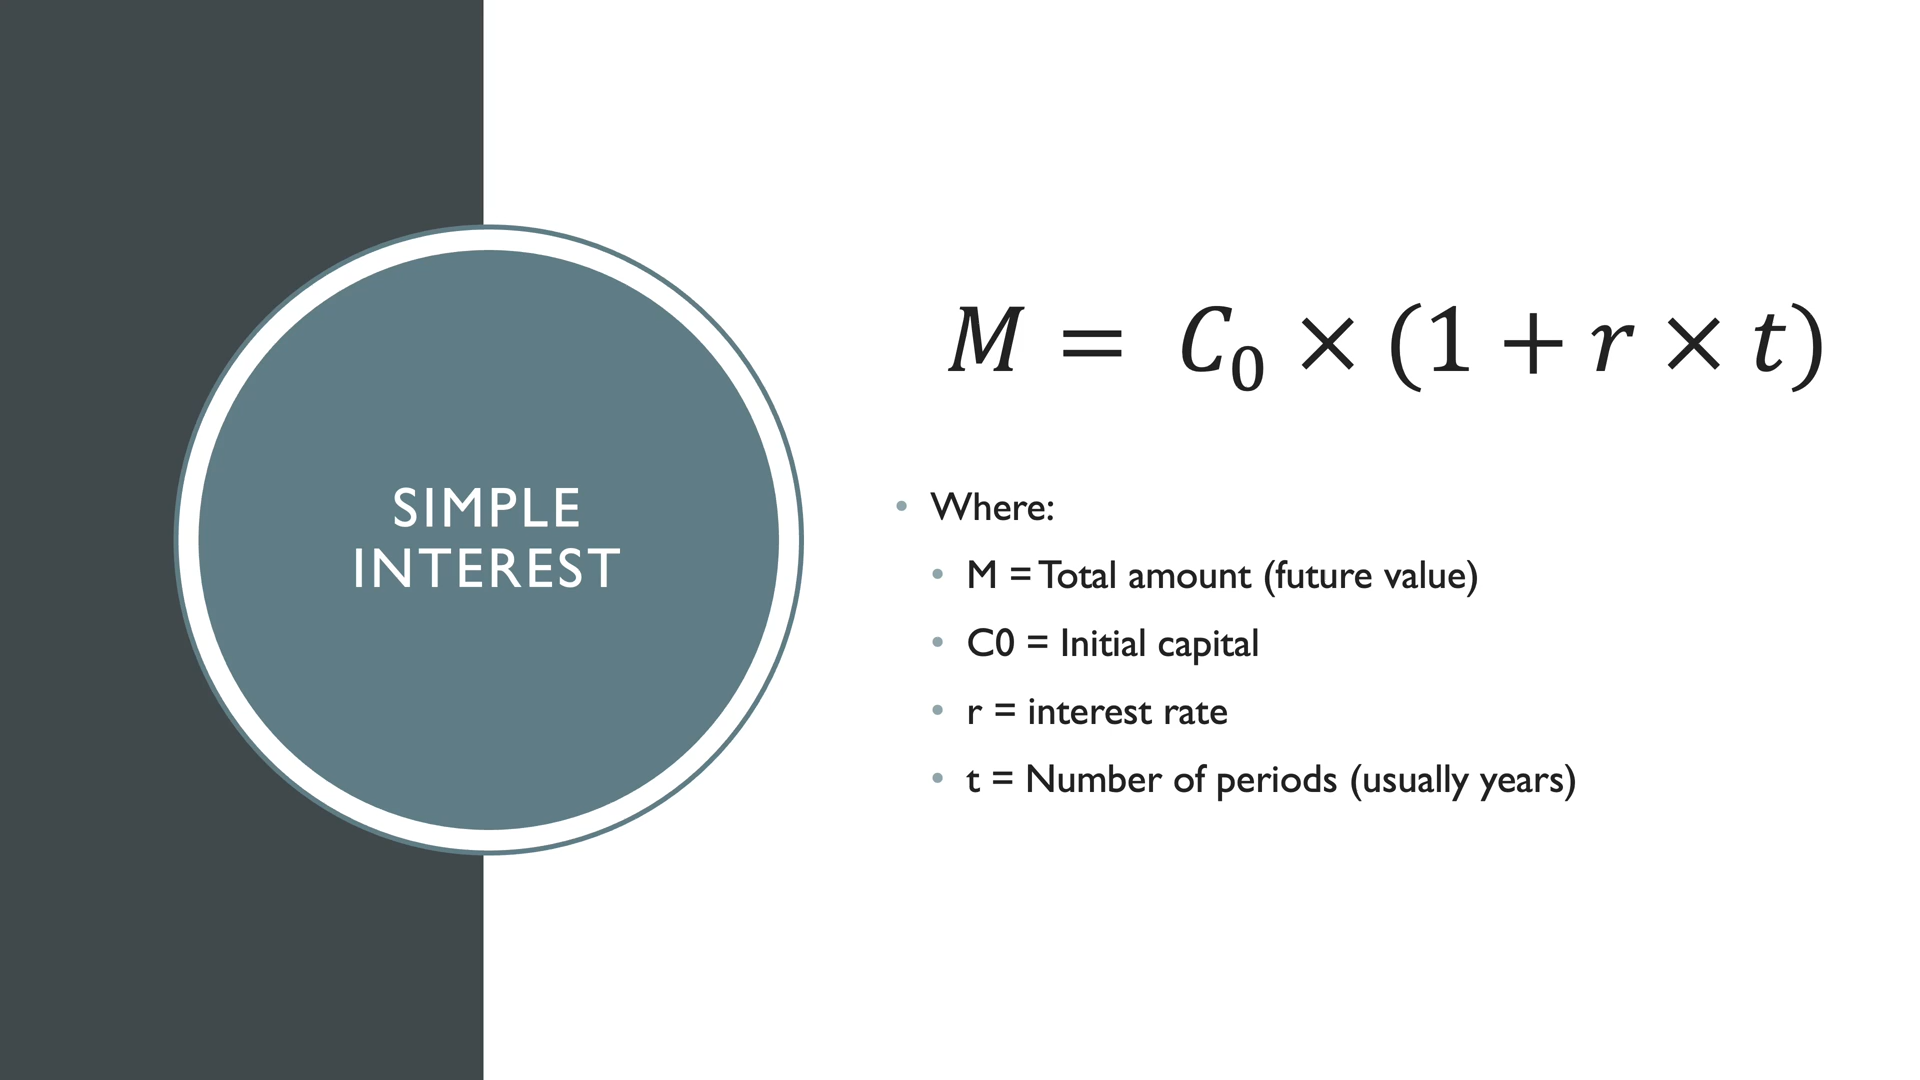 SIMPLE
INTEREST
M = C₀ × (1 + r × t)
• Where:
• M = Total amount (future value)
• C0 = Initial capital
• r = interest rate
• t = Number of periods (usually years)